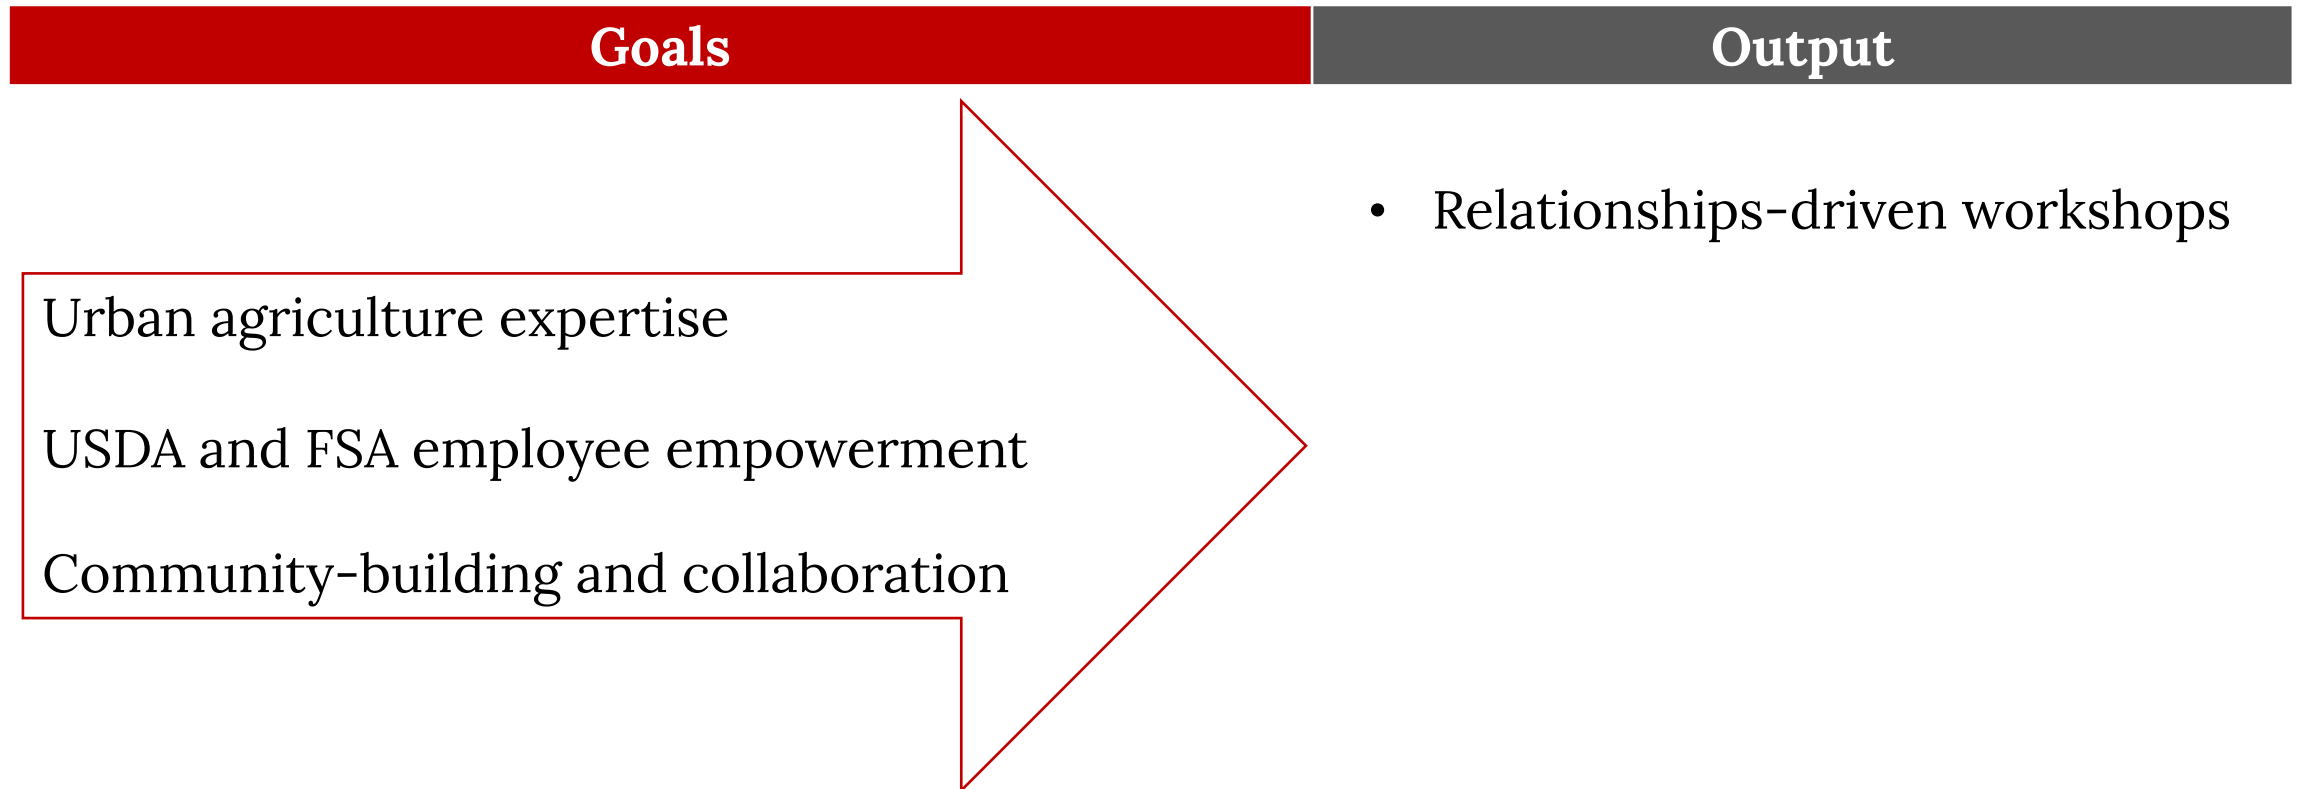 Goals
Output
Urban agriculture expertise
USDA and FSA employee empowerment
Community-building and collaboration
• Relationships-driven workshops